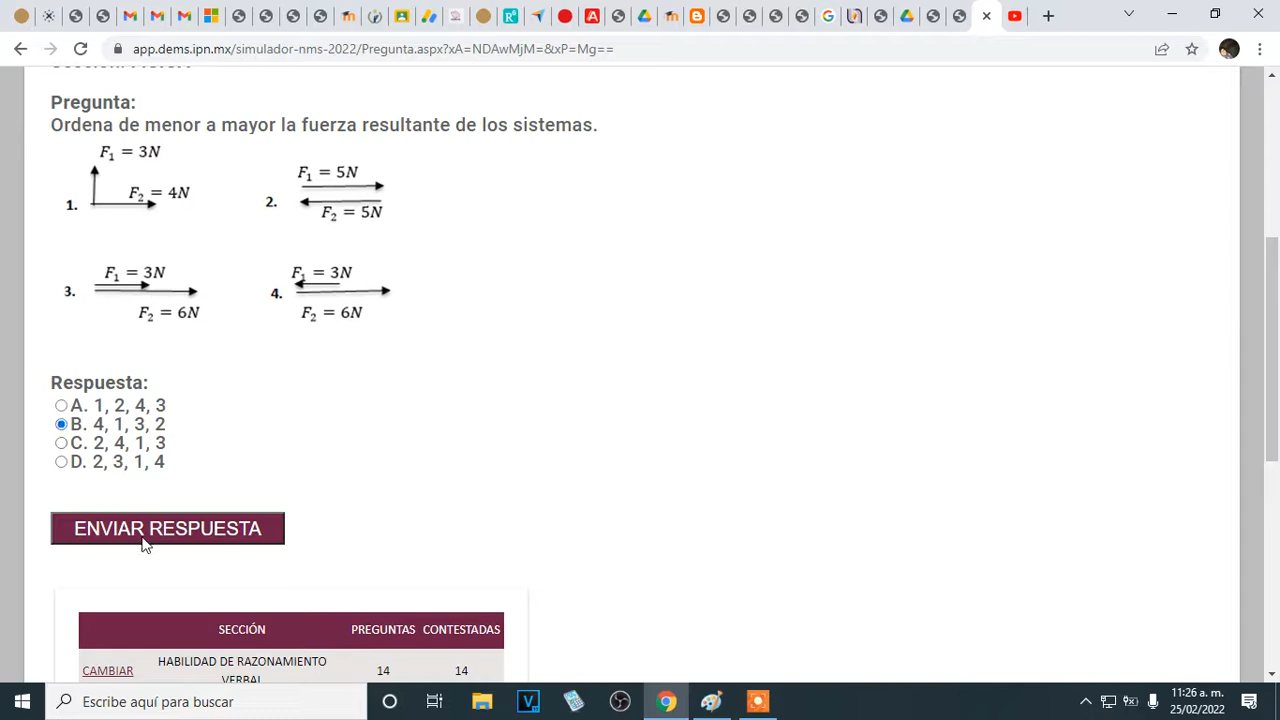 app.dems.ipn.mx/simulador-nms-2022/Pregunta.aspx?xA=NDAwMjM=&xP=Mg==
Pregunta:
Ordena de menor a mayor la fuerza resultante de los sistemas.
F₁ = 3N
F₂ = 4N
1.
F₁ = 5N
2.
F₂ = 5N
F₁ = 3N
3.
F₂ = 6N
F₁ = 3N
4.
F₂ = 6N
Respuesta:
A. 1, 2, 4, 3
B. 4, 1, 3, 2
C. 2, 4, 1, 3
D. 2, 3, 1, 4
ENVIAR RESPUESTA
SECCIÓN PREGUNTAS CONTESTADAS
CAMBIAR HABILIDAD DE RAZONAMIENTO VERBAL 14 14
Escribe aquí para buscar
11:26 a. m.
25/02/2022